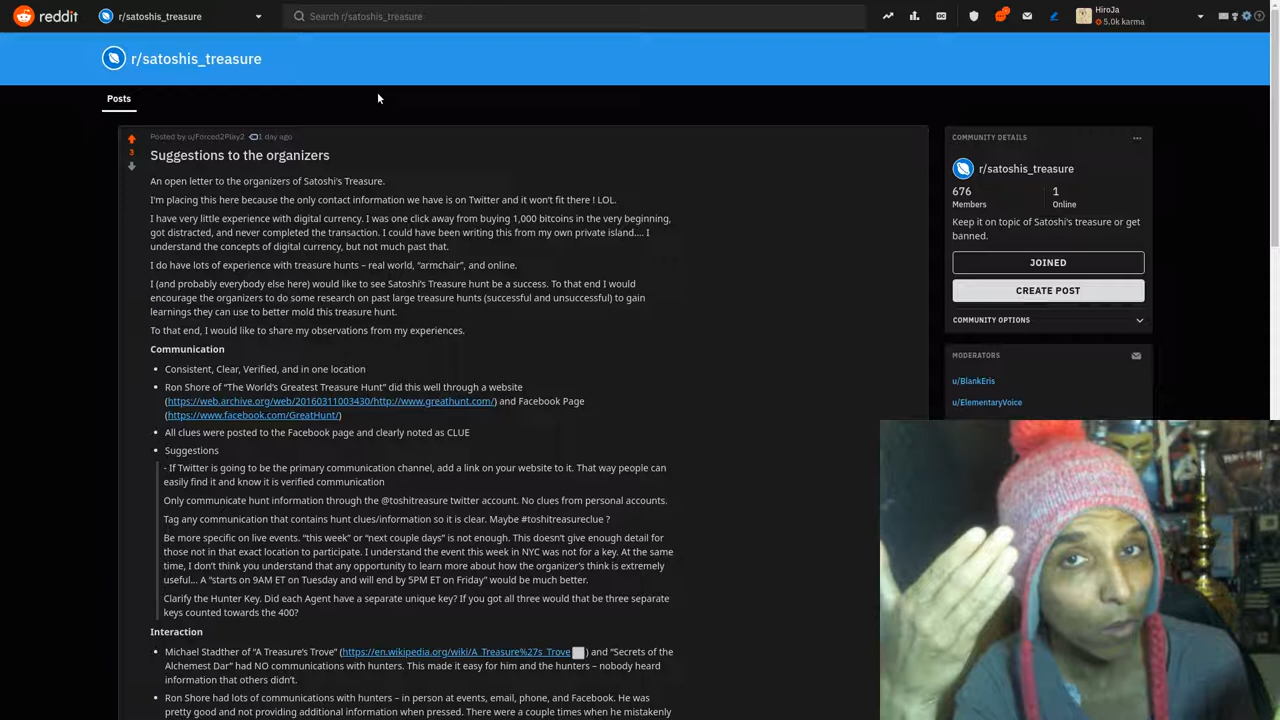 reddit
r/satoshis_treasure
Search r/satoshis_treasure
HiroJa
5.0k karma
r/satoshis_treasure
Posts
Posted by u/Forced2Play2 1 day ago
3
Suggestions to the organizers
An open letter to the organizers of Satoshi's Treasure.
I'm placing this here because the only contact information we have is on Twitter and it won't fit there ! LOL.
I have very little experience with digital currency. I was one click away from buying 1,000 bitcoins in the very beginning,
got distracted, and never completed the transaction. I could have been writing this from my own private island.... I
understand the concepts of digital currency, but not much past that.
I do have lots of experience with treasure hunts – real world, “armchair”, and online.
I (and probably everybody else here) would like to see Satoshi's Treasure hunt be a success. To that end I would
encourage the organizers to do some research on past large treasure hunts (successful and unsuccessful) to gain
learnings they can use to better mold this treasure hunt.
To that end, I would like to share my observations from my experiences.
Communication
Consistent, Clear, Verified, and in one location
Ron Shore of “The World's Greatest Treasure Hunt” did this well through a website
(https://web.archive.org/web/20160311003430/http://www.greathunt.com/) and Facebook Page
(https://www.facebook.com/GreatHunt/)
All clues were posted to the Facebook page and clearly noted as CLUE
Suggestions
- If Twitter is going to be the primary communication channel, add a link on your website to it. That way people can
easily find it and know it is verified communication
Only communicate hunt information through the @toshitreasure twitter account. No clues from personal accounts.
Tag any communication that contains hunt clues/information so it is clear. Maybe #toshitreasureclue ?
Be more specific on live events. “this week” or “next couple days” is not enough. This doesn't give enough detail for
those not in that exact location to participate. I understand the event this week in NYC was not for a key. At the same
time, I don't think you understand that any opportunity to learn more about how the organizer's think is extremely
useful... A “starts on 9AM ET on Tuesday and will end by 5PM ET on Friday” would be much better.
Clarify the Hunter Key. Did each Agent have a separate unique key? If you got all three would that be three separate
keys counted towards the 400?
Interaction
Michael Stadther of “A Treasure's Trove” (https://en.wikipedia.org/wiki/A_Treasure%27s_Trove ) and “Secrets of the
Alchemest Dar” had NO communications with hunters. This made it easy for him and the hunters – nobody heard
information that others didn't.
Ron Shore had lots of communications with hunters – in person at events, email, phone, and Facebook. He was
pretty good and not providing additional information when pressed. There were a couple times when he mistakenly
COMMUNITY DETAILS
r/satoshis_treasure
676
Members
1
Online
Keep it on topic of Satoshi's treasure or get
banned.
JOINED
CREATE POST
COMMUNITY OPTIONS
MODERATORS
u/BlankEris
u/ElementaryVoice